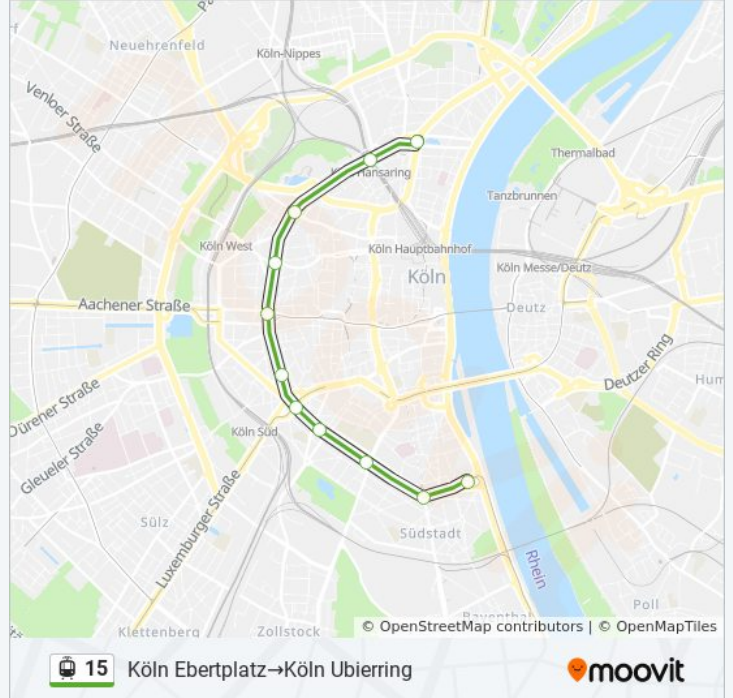 Neuehrenfeld
Köln-Nippes
Venloer Straße
Thermalbad
Hansaring
Tanzbrunnen
Köln West
Köln Hauptbahnhof
Köln
Köln Messe/Deutz
Aachener Straße
Deutz
Deutzer Ring
Hum
Dürener Straße
Gleueler Straße
Köln Süd
Luxemburger Straße
Sülz
Südstadt
Rhein
Poll
Bayenthal
Klettenberg
Zollstock
© OpenStreetMap contributors | © OpenMapTiles
15 Köln Ebertplatz→Köln Ubierring
moovit